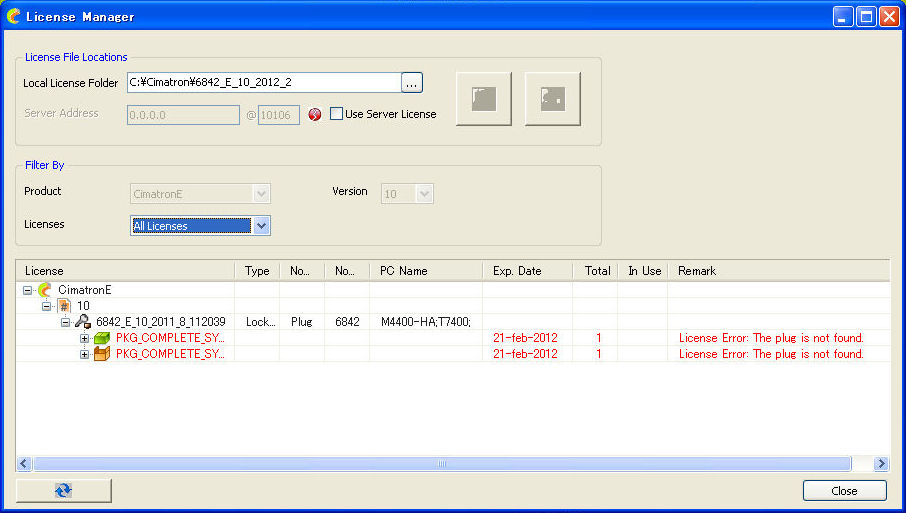 License Manager
License File Locations
Local License Folder C:¥Cimatron¥6842_E_10_2012_2 ...
Server Address 0.0.0.0 @ 10106 Use Server License
Filter By
Product CimatronE Version 10
Licenses All Licenses
License Type No... No... PC Name Exp. Date Total In Use Remark
CimatronE
10
6842_E_10_2011_8_112039 Lock... Plug 6842 M4400-HA;T7400;
PKG_COMPLETE_SY... 21-feb-2012 1 License Error: The plug is not found.
PKG_COMPLETE_SY... 21-feb-2012 1 License Error: The plug is not found.
Close